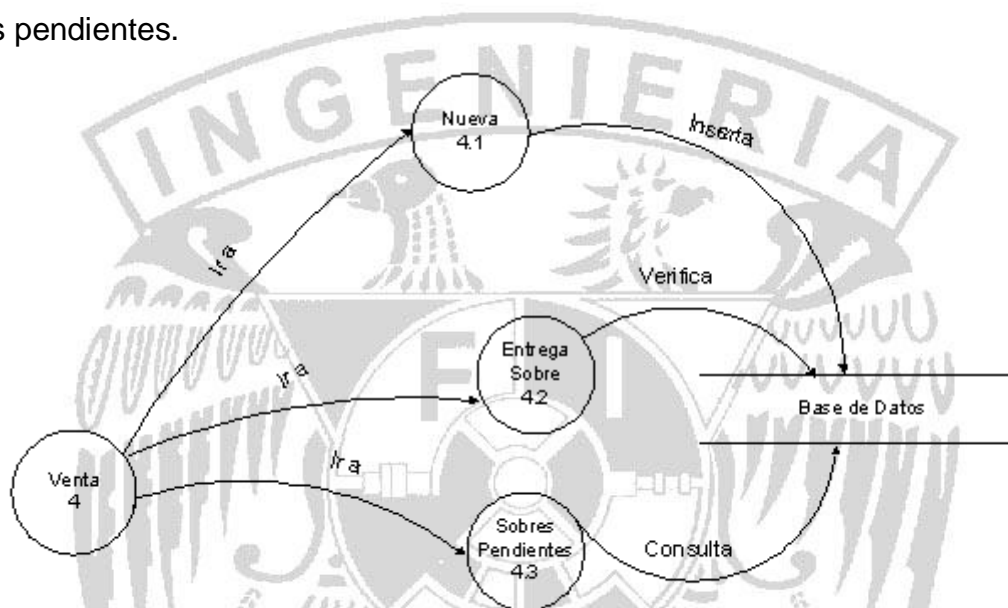 s pendientes.
INGENIERIA
Nueva
4.1
Inserta
Ir a
Verifica
Entrega
Sobre
4.2
Ir a
F I
Base de Datos
Venta
4
Ir a
Sobres
Pendientes
4.3
Consulta